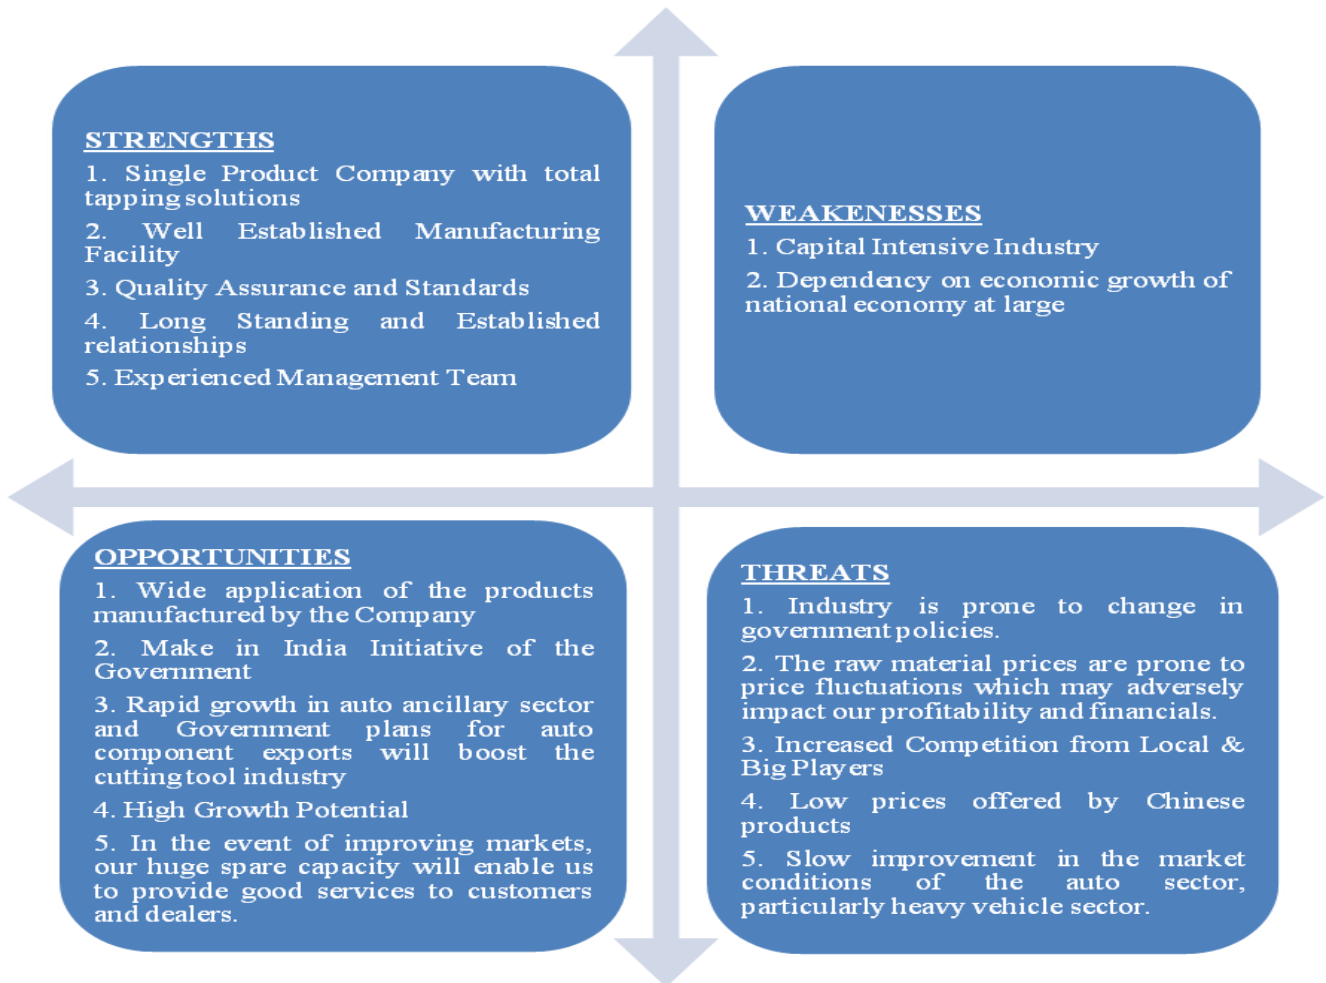 STRENGTHS
1. Single Product Company with total
tapping solutions
2. Well Established Manufacturing
Facility
3. Quality Assurance and Standards
4. Long Standing and Established
relationships
5. Experienced Management Team
WEAKENESSES
1. Capital Intensive Industry
2. Dependency on economic growth of
national economy at large
OPPORTUNITIES
1. Wide application of the products
manufactured by the Company
2. Make in India Initiative of the
Government
3. Rapid growth in auto ancillary sector
and Government plans for auto
component exports will boost the
cutting tool industry
4. High Growth Potential
5. In the event of improving markets,
our huge spare capacity will enable us
to provide good services to customers
and dealers.
THREATS
1. Industry is prone to change in
government policies.
2. The raw material prices are prone to
price fluctuations which may adversely
impact our profitability and financials.
3. Increased Competition from Local &
Big Players
4. Low prices offered by Chinese
products
5. Slow improvement in the market
conditions of the auto sector,
particularly heavy vehicle sector.